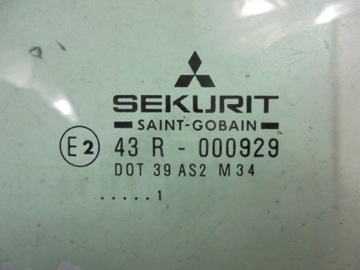 SEKURIT
SAINT-GOBAIN
E2 43 R - 000929
DOT 39 AS2 M34
.....1